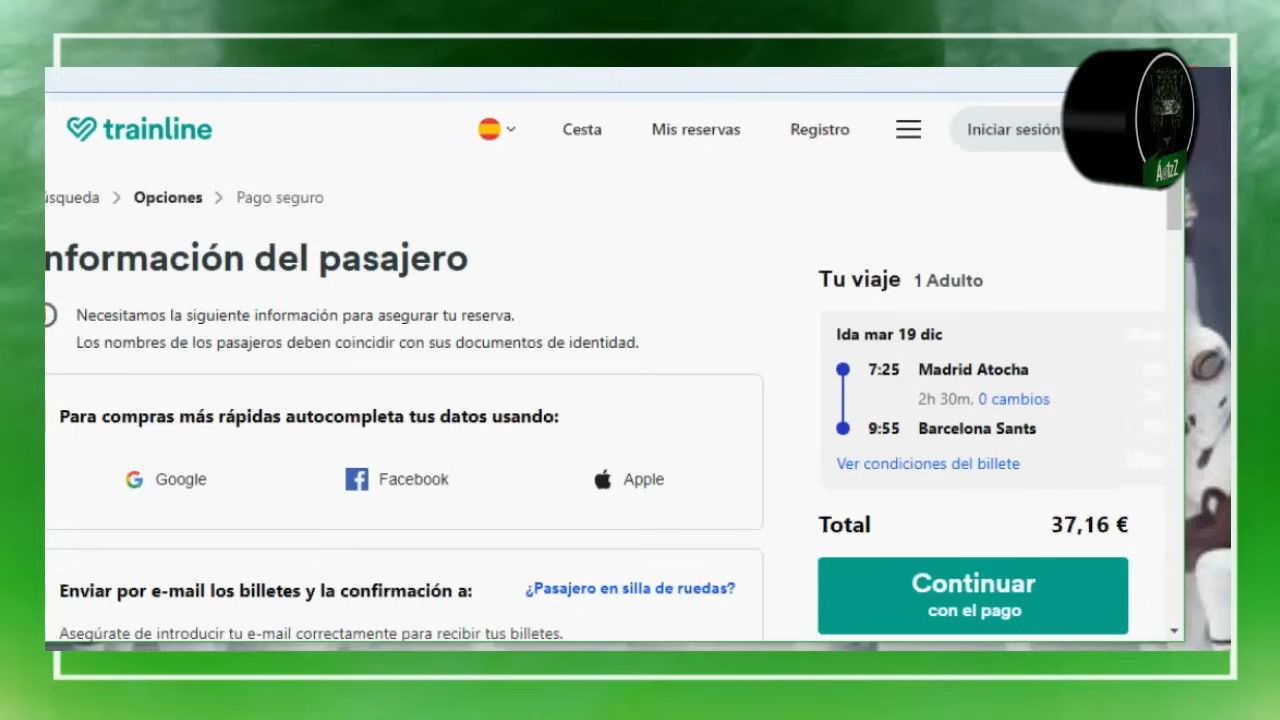 trainline
Cesta
Mis reservas
Registro
Iniciar sesión
úsqueda
Opciones
Pago seguro
nformación del pasajero
Necesitamos la siguiente información para asegurar tu reserva.
Los nombres de los pasajeros deben coincidir con sus documentos de identidad.
Para compras más rápidas autocompleta tus datos usando:
Google
Facebook
Apple
Enviar por e-mail los billetes y la confirmación a:
¿Pasajero en silla de ruedas?
Asegúrate de introducir tu e-mail correctamente para recibir tus billetes.
Tu viaje 1 Adulto
Ida mar 19 dic
7:25 Madrid Atocha
2h 30m, 0 cambios
9:55 Barcelona Sants
Ver condiciones del billete
Total 37,16 €
Continuar
con el pago